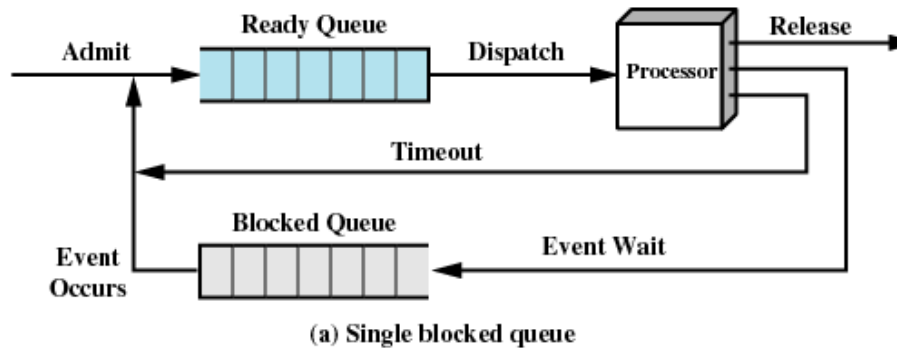 Ready Queue
Admit
Dispatch
Processor
Release
Timeout
Blocked Queue
Event Wait
Event
Occurs
(a) Single blocked queue